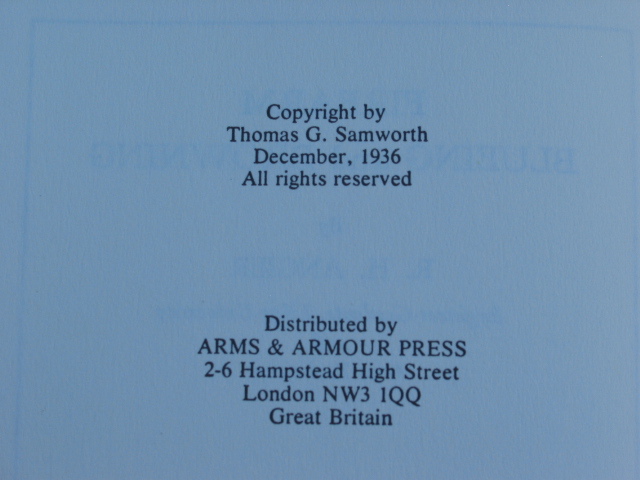 Copyright by
Thomas G. Samworth
December, 1936
All rights reserved
Distributed by
ARMS & ARMOUR PRESS
2-6 Hampstead High Street
London NW3 1QQ
Great Britain